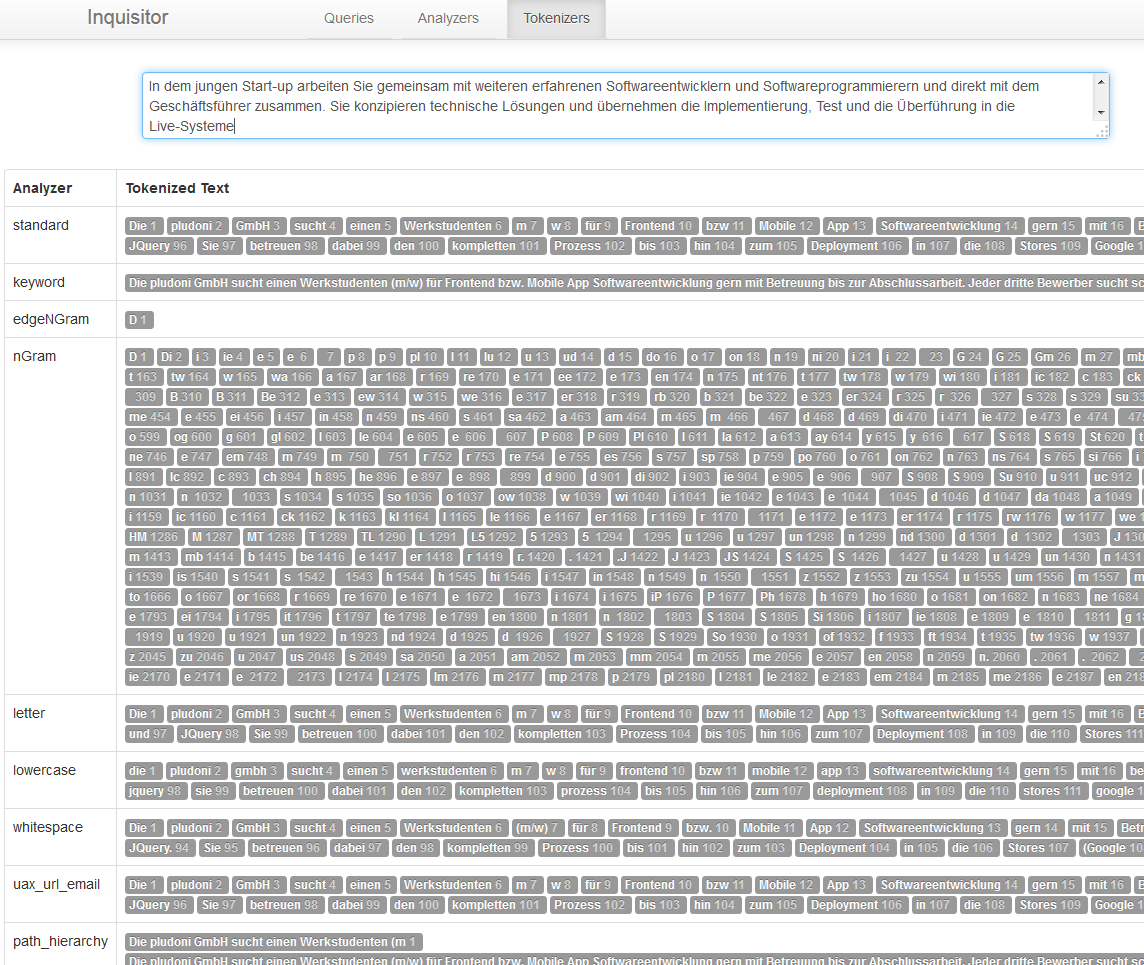 Inquisitor Queries Analyzers Tokenizers
In dem jungen Start-up arbeiten Sie gemeinsam mit weiteren erfahrenen Softwareentwicklern und Softwareprogrammierern und direkt mit dem
Geschäftsführer zusammen. Sie konzipieren technische Lösungen und übernehmen die Implementierung, Test und die Überführung in die
Live-Systeme
Analyzer Tokenized Text
standard Die 1 pludoni 2 GmbH 3 sucht 4 einen 5 Werkstudenten 6 m 7 w 8 für 9 Frontend 10 bzw 11 Mobile 12 App 13 Softwareentwicklung 14 gern 15 mit 16
JQuery 96 Sie 97 betreuen 98 dabei 99 den 100 kompletten 101 Prozess 102 bis 103 hin 104 zum 105 Deployment 106 in 107 die 108 Stores 109 Google
keyword Die pludoni GmbH sucht einen Werkstudenten (m/w) für Frontend bzw. Mobile App Softwareentwicklung gern mit Betreuung bis zur Abschlussarbeit. Jeder dritte Bewerber sucht
edgeNGram D 1
nGram D 1 Di 2 i 3 ie 4 e 5 e 6 7 p 8 p 9 pl 10 l 11 lu 12 u 13 ud 14 d 15 do 16 o 17 on 18 n 19 ni 20 i 21 i 22 23 G 24 G 25 Gm 26 m 27 mb
t 163 tw 164 w 165 wa 166 a 167 ar 168 r 169 re 170 e 171 ee 172 e 173 en 174 n 175 nt 176 t 177 tw 178 w 179 wi 180 i 181 ic 182 c 183 ck
309 B 310 B 311 Be 312 e 313 ew 314 w 315 we 316 e 317 er 318 r 319 rb 320 b 321 be 322 e 323 er 324 r 325 r 326 327 s 328 s 329 su
me 454 e 455 ei 456 i 457 in 458 n 459 ns 460 s 461 sa 462 a 463 am 464 m 465 m 466 467 d 468 d 469 di 470 i 471 ie 472 e 473 e 474
o 599 og 600 g 601 gl 602 l 603 le 604 e 605 e 606 607 P 608 P 609 Pl 610 l 611 la 612 a 613 ay 614 y 615 y 616 617 S 618 S 619 St 620
ne 746 e 747 em 748 m 749 m 750 751 r 752 r 753 re 754 e 755 es 756 s 757 sp 758 p 759 po 760 o 761 on 762 n 763 ns 764 s 765 si 766
l 891 lc 892 c 893 ch 894 h 895 he 896 e 897 e 898 899 d 900 d 901 di 902 i 903 ie 904 e 905 e 906 907 S 908 S 909 Su 910 u 911 uc 912
n 1031 n 1032 1033 s 1034 s 1035 so 1036 o 1037 ow 1038 w 1039 wi 1040 i 1041 ie 1042 e 1043 e 1044 1045 d 1046 d 1047 da 1048 a 1049
i 1159 ic 1160 c 1161 ck 1162 k 1163 kl 1164 l 1165 le 1166 e 1167 er 1168 r 1169 r 1170 1171 e 1172 e 1173 er 1174 r 1175 rw 1176 w 1177 we
HM 1286 M 1287 MT 1288 T 1289 TL 1290 L 1291 L5 1292 5 1293 5 1294 1295 u 1296 u 1297 un 1298 n 1299 nd 1300 d 1301 d 1302 1303 J
m 1413 mb 1414 b 1415 be 1416 e 1417 er 1418 r 1419 r. 1420 . 1421 .J 1422 J 1423 JS 1424 S 1425 S 1426 1427 u 1428 u 1429 un 1430 n 1431
i 1539 is 1540 s 1541 s 1542 1543 h 1544 h 1545 hi 1546 i 1547 in 1548 n 1549 n 1550 1551 z 1552 z 1553 zu 1554 u 1555 um 1556 m 1557
to 1666 o 1667 or 1668 r 1669 re 1670 e 1671 e 1672 1673 i 1674 i 1675 iP 1676 P 1677 Ph 1678 h 1679 ho 1680 o 1681 on 1682 n 1683 ne 1684
e 1793 ei 1794 i 1795 it 1796 t 1797 te 1798 e 1799 en 1800 n 1801 n 1802 1803 S 1804 S 1805 Si 1806 i 1807 ie 1808 e 1809 e 1810 1811 g
1919 u 1920 u 1921 un 1922 n 1923 nd 1924 d 1925 d 1926 1927 S 1928 S 1929 So 1930 o 1931 of 1932 f 1933 ft 1934 t 1935 tw 1936 w 1937
z 2045 zu 2046 u 2047 us 2048 s 2049 sa 2050 a 2051 am 2052 m 2053 mm 2054 m 2055 me 2056 e 2057 en 2058 n 2059 n. 2060 . 2061 . 2062
ie 2170 e 2171 e 2172 2173 I 2174 I 2175 Im 2176 m 2177 mp 2178 p 2179 pl 2180 l 2181 le 2182 e 2183 em 2184 m 2185 me 2186 e 2187 en
letter Die 1 pludoni 2 GmbH 3 sucht 4 einen 5 Werkstudenten 6 m 7 w 8 für 9 Frontend 10 bzw 11 Mobile 12 App 13 Softwareentwicklung 14 gern 15 mit 16
und 97 JQuery 98 Sie 99 betreuen 100 dabei 101 den 102 kompletten 103 Prozess 104 bis 105 hin 106 zum 107 Deployment 108 in 109 die 110 Stores 111
lowercase die 1 pludoni 2 gmbh 3 sucht 4 einen 5 werkstudenten 6 m 7 w 8 für 9 frontend 10 bzw 11 mobile 12 app 13 softwareentwicklung 14 gern 15 mit 16 be
jquery 98 sie 99 betreuen 100 dabei 101 den 102 kompletten 103 prozess 104 bis 105 hin 106 zum 107 deployment 108 in 109 die 110 stores 111 google
whitespace Die 1 pludoni 2 GmbH 3 sucht 4 einen 5 Werkstudenten 6 (m/w) 7 für 8 Frontend 9 bzw. 10 Mobile 11 App 12 Softwareentwicklung 13 gern 14 mit 15
JQuery. 94 Sie 95 betreuen 96 dabei 97 den 98 kompletten 99 Prozess 100 bis 101 hin 102 zum 103 Deployment 104 in 105 die 106 Stores 107 (Google
uax_url_email Die 1 pludoni 2 GmbH 3 sucht 4 einen 5 Werkstudenten 6 m 7 w 8 für 9 Frontend 10 bzw 11 Mobile 12 App 13 Softwareentwicklung 14 gern 15 mit 16
JQuery 96 Sie 97 betreuen 98 dabei 99 den 100 kompletten 101 Prozess 102 bis 103 hin 104 zum 105 Deployment 106 in 107 die 108 Stores 109 Google
path_hierarchy Die pludoni GmbH sucht einen Werkstudenten (m 1
Die pludoni GmbH sucht einen Werkstudenten (m/w) für Frontend bzw. Mobile App Softwareentwicklung gern mit Betreuung bis zur Abschlussarbeit. Jeder dritte Bewerber sucht